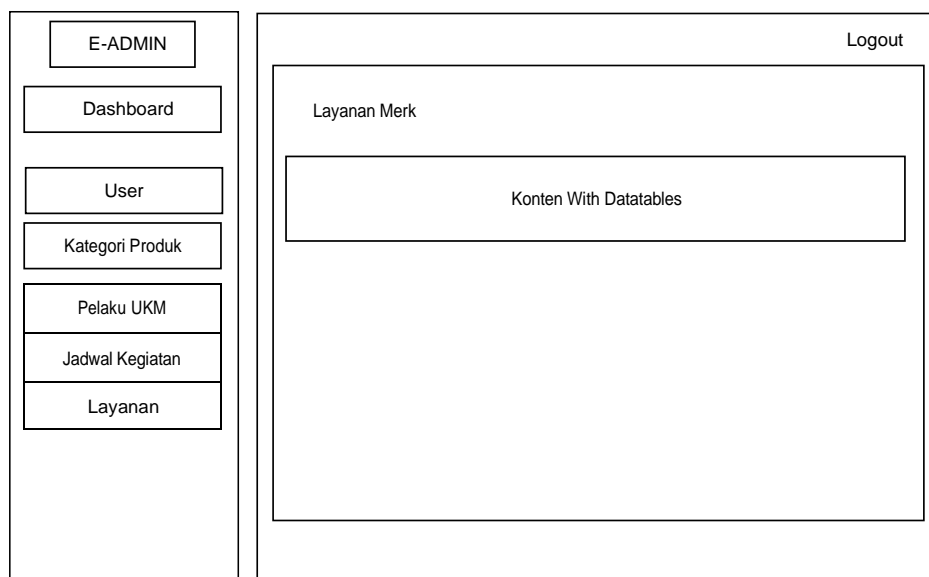 E-ADMIN
Dashboard
User
Kategori Produk
Pelaku UKM
Jadwal Kegiatan
Layanan
Logout
Layanan Merk
Konten With Datatables